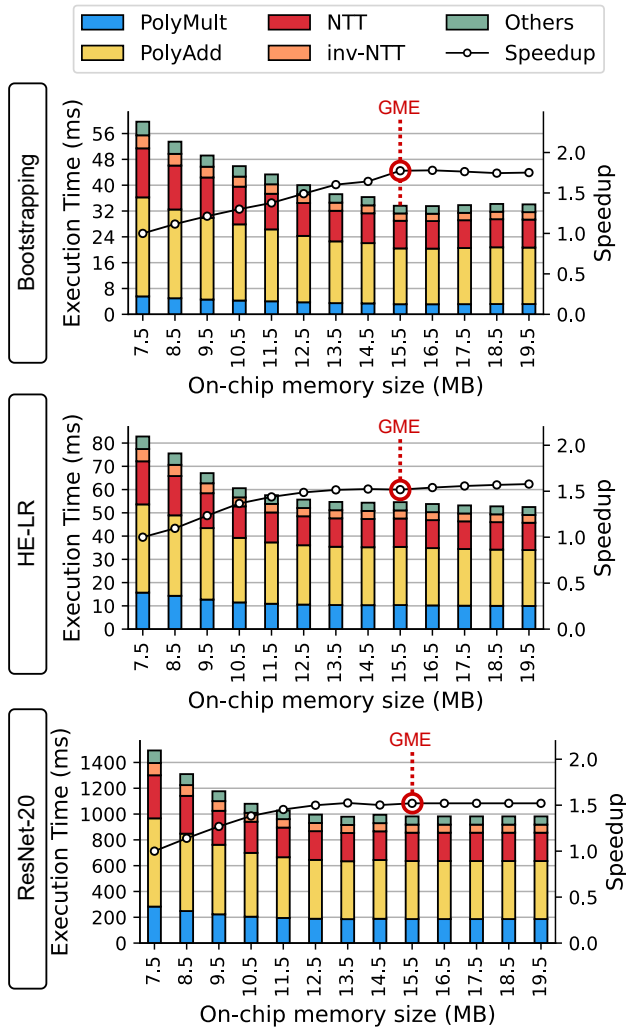 PolyMult NTT Others
PolyAdd inv-NTT Speedup
Bootstrapping
Execution Time (ms)
56
48
40
32
24
16
8
0
GME
2.0
1.5
1.0
0.5
0.0
Speedup
7.5 8.5 9.5 10.5 11.5 12.5 13.5 14.5 15.5 16.5 17.5 18.5 19.5
On-chip memory size (MB)
HE-LR
Execution Time (ms)
80
70
60
50
40
30
20
10
0
GME
2.0
1.5
1.0
0.5
0.0
Speedup
7.5 8.5 9.5 10.5 11.5 12.5 13.5 14.5 15.5 16.5 17.5 18.5 19.5
On-chip memory size (MB)
ResNet-20
Execution Time (ms)
1400
1200
1000
800
600
400
200
0
GME
2.0
1.5
1.0
0.5
0.0
Speedup
7.5 8.5 9.5 10.5 11.5 12.5 13.5 14.5 15.5 16.5 17.5 18.5 19.5
On-chip memory size (MB)